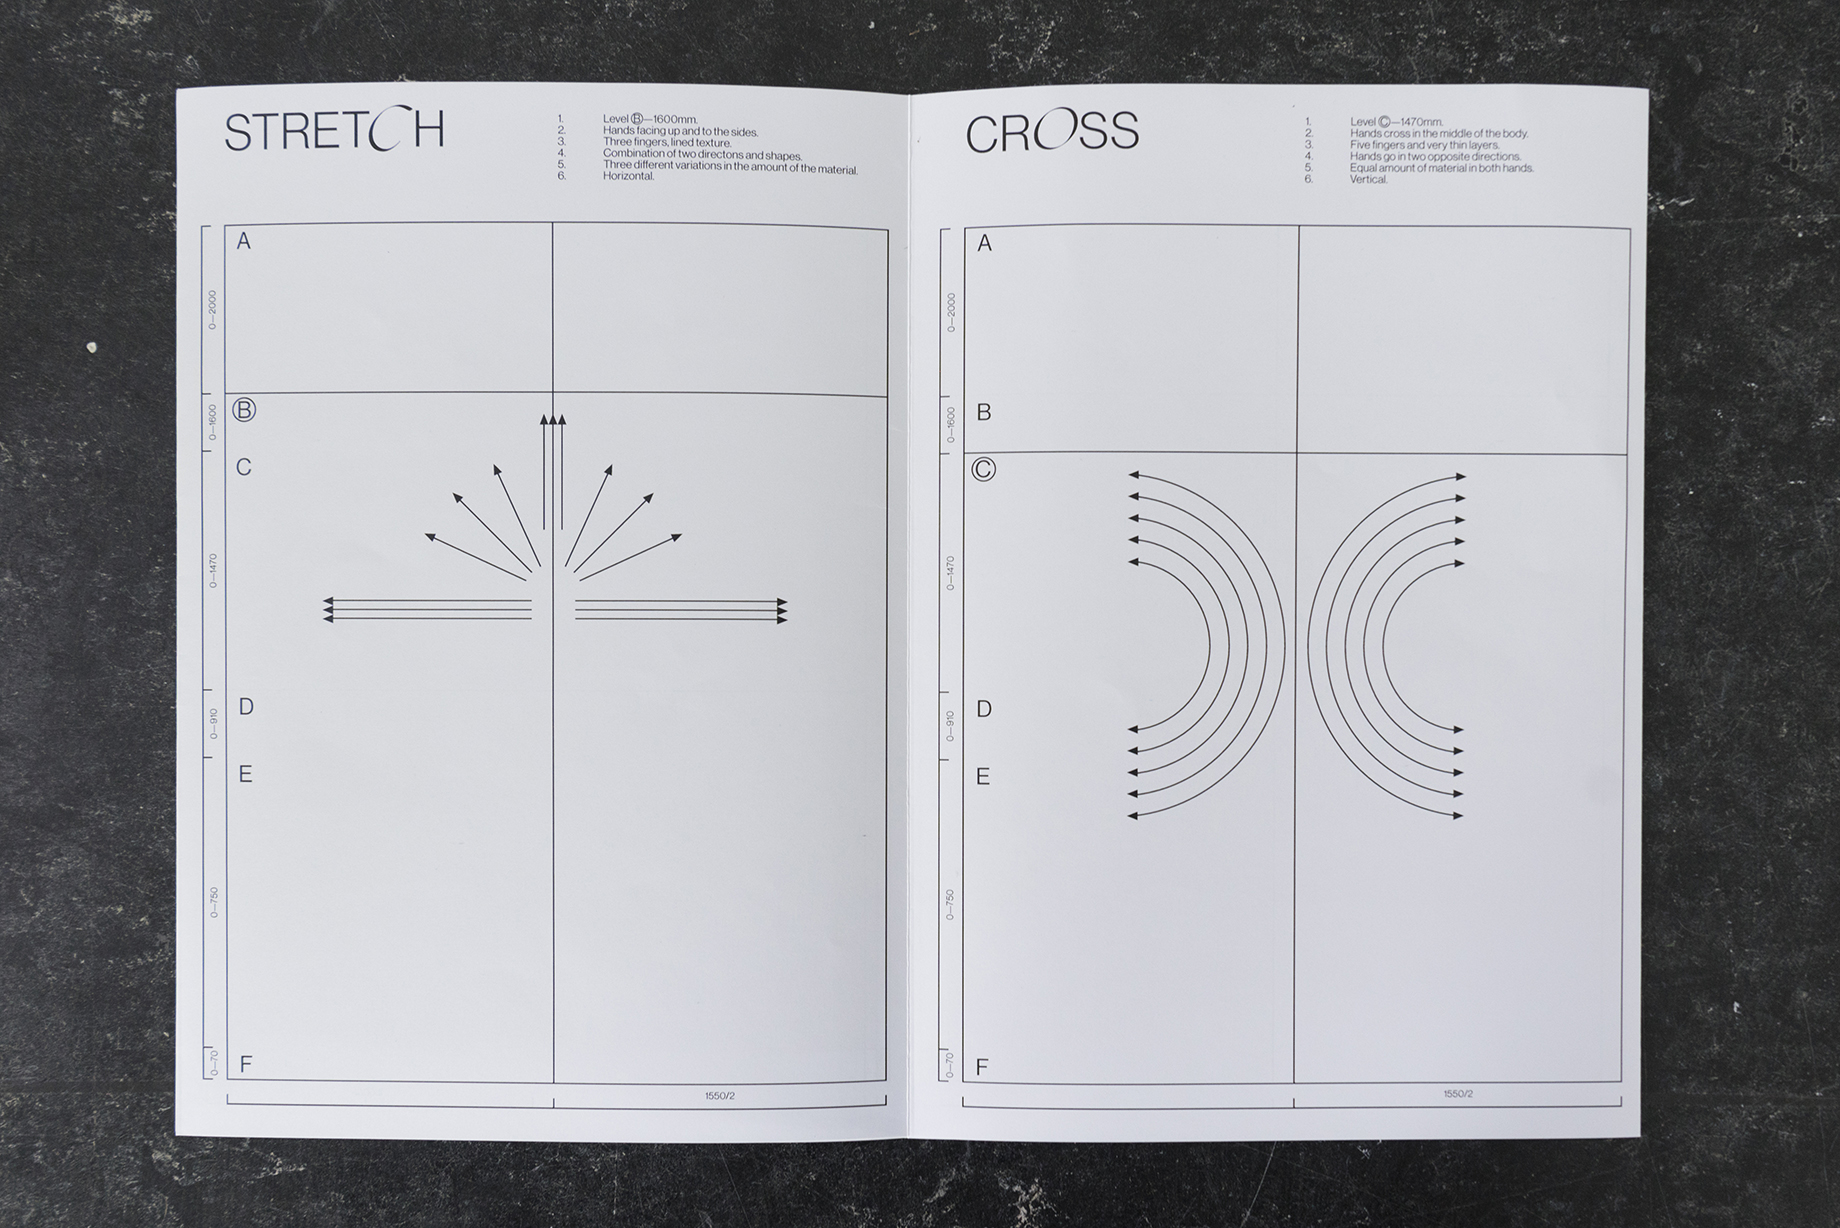 STRETCH
1. Level Ⓑ—1600mm.
2. Hands facing up and to the sides.
3. Three fingers, lined texture.
4. Combination of two directons and shapes.
5. Three different variations in the amount of the material.
6. Horizontal.
A
0—2000
B
0—1600
C
0—1470
D
0—910
E
0—750
F
0—70
1550/2
CROSS
1. Level Ⓒ—1470mm.
2. Hands cross in the middle of the body.
3. Five fingers and very thin layers.
4. Hands go in two opposite directions.
5. Equal amount of material in both hands.
6. Vertical.
A
0—2000
B
0—1600
C
0—1470
D
0—910
E
0—750
F
0—70
1550/2